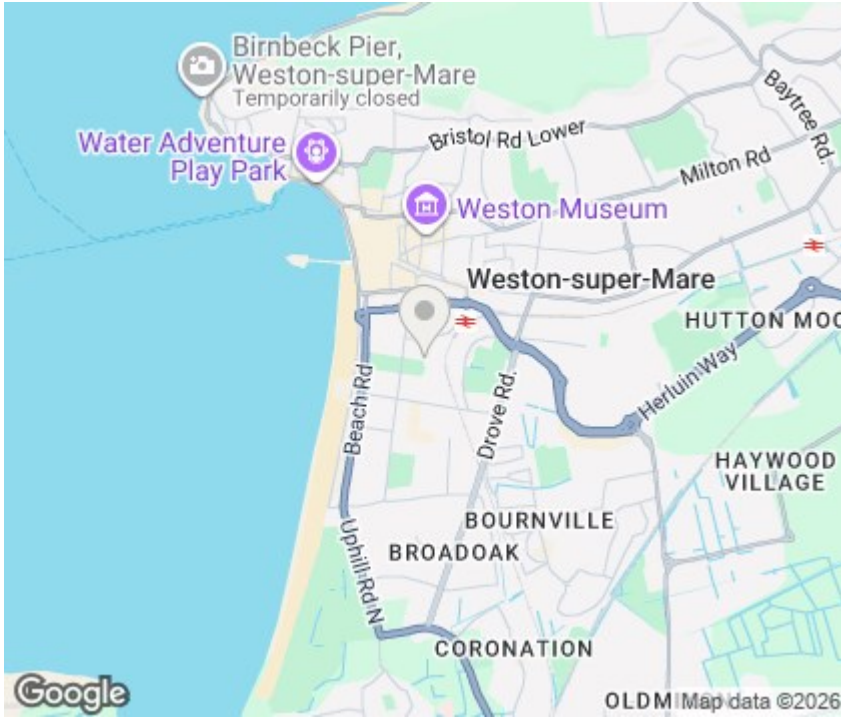 Birnbeck Pier,
Weston-super-Mare
Temporarily closed
Baytree Rd.
Water Adventure
Play Park
Bristol Rd Lower
Milton Rd
Weston Museum
Weston-super-Mare
HUTTON MOO
Herluin Way
Beach Rd
Drove Rd.
HAYWOOD
VILLAGE
BOURNVILLE
BROADOAK
Uphill Rd N
CORONATION
Google
OLDM
Map data ©2026